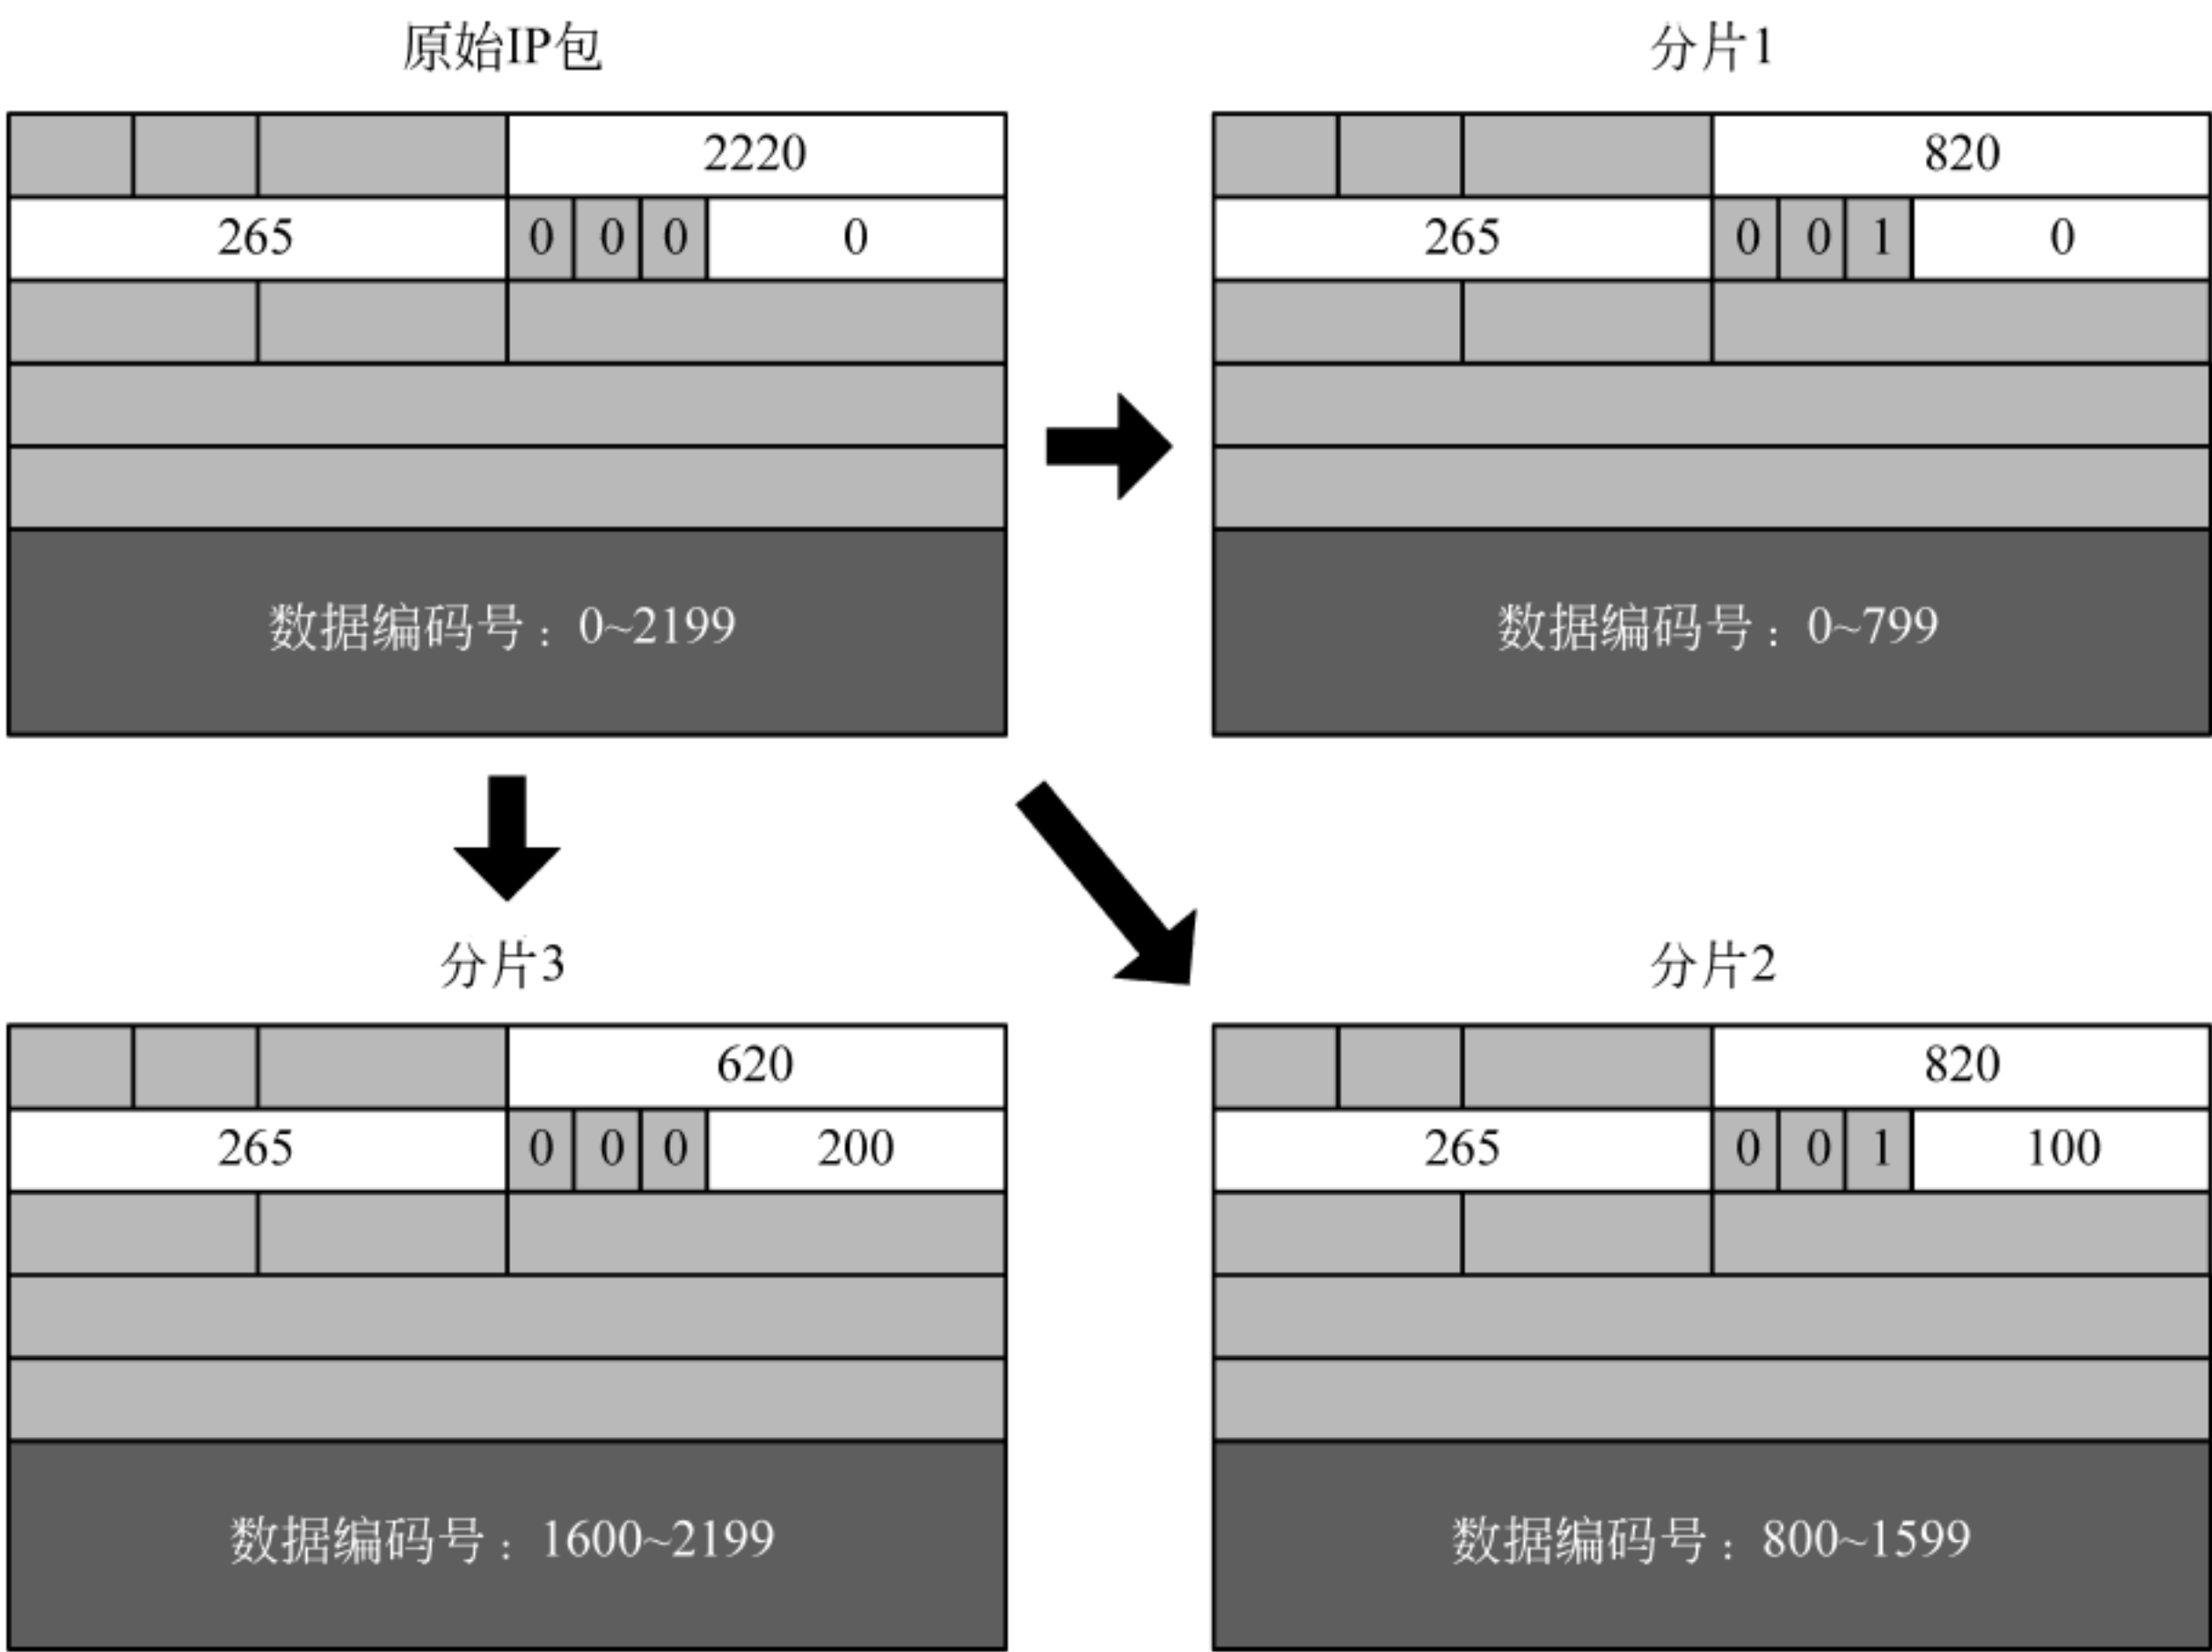 原始IP包
2220
265 0 0 0 0
数据编码号：0~2199
分片1
820
265 0 0 1 0
数据编码号：0~799
分片3
620
265 0 0 0 200
数据编码号：1600~2199
分片2
820
265 0 0 1 100
数据编码号：800~1599